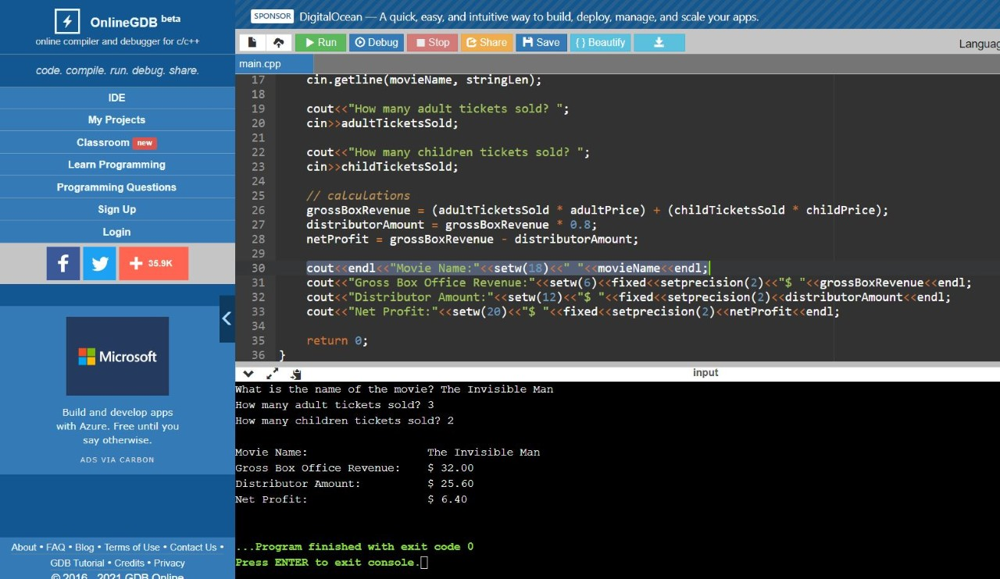 OnlineGDB beta
online compiler and debugger for c/c++
code. compile. run. debug. share.
IDE
My Projects
Classroom new
Learn Programming
Programming Questions
Sign Up
Login
f
+ 35.9K
Microsoft
Build and develop apps
with Azure. Free until you
say otherwise.
ADS VIA CARBON
About • FAQ • Blog • Terms of Use • Contact Us •
GDB Tutorial • Credits • Privacy
© 2016 - 2021 GDB Online
SPONSOR DigitalOcean — A quick, easy, and intuitive way to build, deploy, manage, and scale your apps.
Run Debug Stop Share Save { } Beautify
Languag
main.cpp
17 cin.getline(movieName, stringLen);
18
19 cout<<"How many adult tickets sold? ";
20 cin>>adultTicketsSold;
21
22 cout<<"How many children tickets sold? ";
23 cin>>childTicketsSold;
24
25 // calculations
26 grossBoxRevenue = (adultTicketsSold * adultPrice) + (childTicketsSold * childPrice);
27 distributorAmount = grossBoxRevenue * 0.8;
28 netProfit = grossBoxRevenue - distributorAmount;
29
30 cout<<endl<<"Movie Name:"<<setw(18)<<" "<<movieName<<endl;
31 cout<<"Gross Box Office Revenue:"<<setw(6)<<fixed<<setprecision(2)<<"$ "<<grossBoxRevenue<<endl;
32 cout<<"Distributor Amount:"<<setw(12)<<"$ "<<fixed<<setprecision(2)<<distributorAmount<<endl;
33 cout<<"Net Profit:"<<setw(20)<<"$ "<<fixed<<setprecision(2)<<netProfit<<endl;
34
35 return 0;
36 }
input
What is the name of the movie? The Invisible Man
How many adult tickets sold? 3
How many children tickets sold? 2
Movie Name: The Invisible Man
Gross Box Office Revenue: $ 32.00
Distributor Amount: $ 25.60
Net Profit: $ 6.40
...Program finished with exit code 0
Press ENTER to exit console.